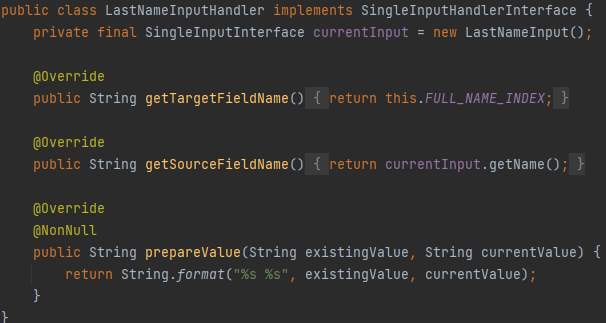 public class LastNameInputHandler implements SingleInputHandlerInterface {
private final SingleInputInterface currentInput = new LastNameInput();
@Override
public String getTargetFieldName() { return this.FULL_NAME_INDEX; }
@Override
public String getSourceFieldName() { return currentInput.getName(); }
@Override
@NonNull
public String prepareValue(String existingValue, String currentValue) {
return String.format("%s %s", existingValue, currentValue);
}
}